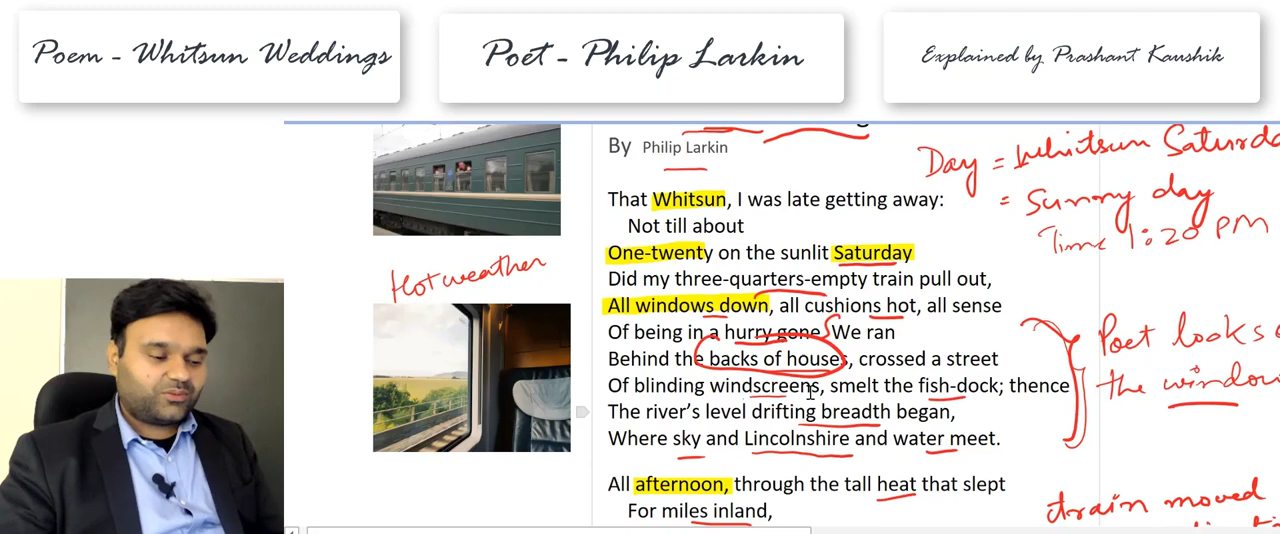 Poem - Whitsun Weddings
Poet - Philip Larkin
Explained by Prashant Kaushik
By Philip Larkin
Day = Whitsun Saturda
= Sunny day
Time 1:20 PM
Hot weather
That Whitsun, I was late getting away:
Not till about
One-twenty on the sunlit Saturday
Did my three-quarters-empty train pull out,
All windows down, all cushions hot, all sense
Of being in a hurry gone. We ran
Behind the backs of houses, crossed a street
Of blinding windscreens, smelt the fish-dock; thence
The river's level drifting breadth began,
Where sky and Lincolnshire and water meet.
Poet looks
the window
All afternoon, through the tall heat that slept
For miles inland,
train moved